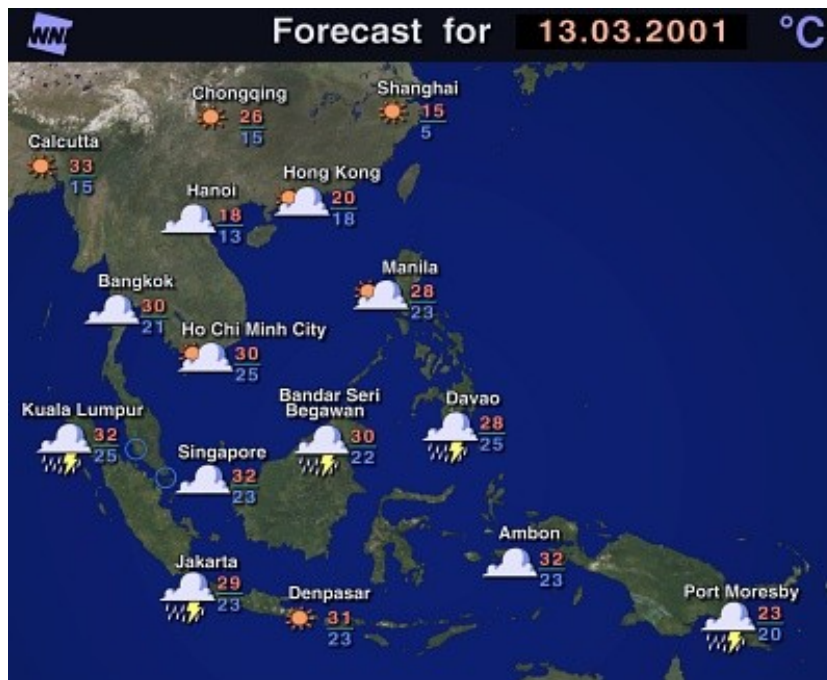 WNI Forecast for 13.03.2001 °C
Chongqing
26
15
Shanghai
15
5
Calcutta
33
15
Hong Kong
20
18
Hanoi
18
13
Manila
28
23
Bangkok
30
21
Ho Chi Minh City
30
25
Bandar Seri
Begawan
30
22
Davao
28
25
Kuala Lumpur
32
25
Singapore
32
23
Ambon
32
23
Jakarta
29
23
Denpasar
31
23
Port Moresby
23
20